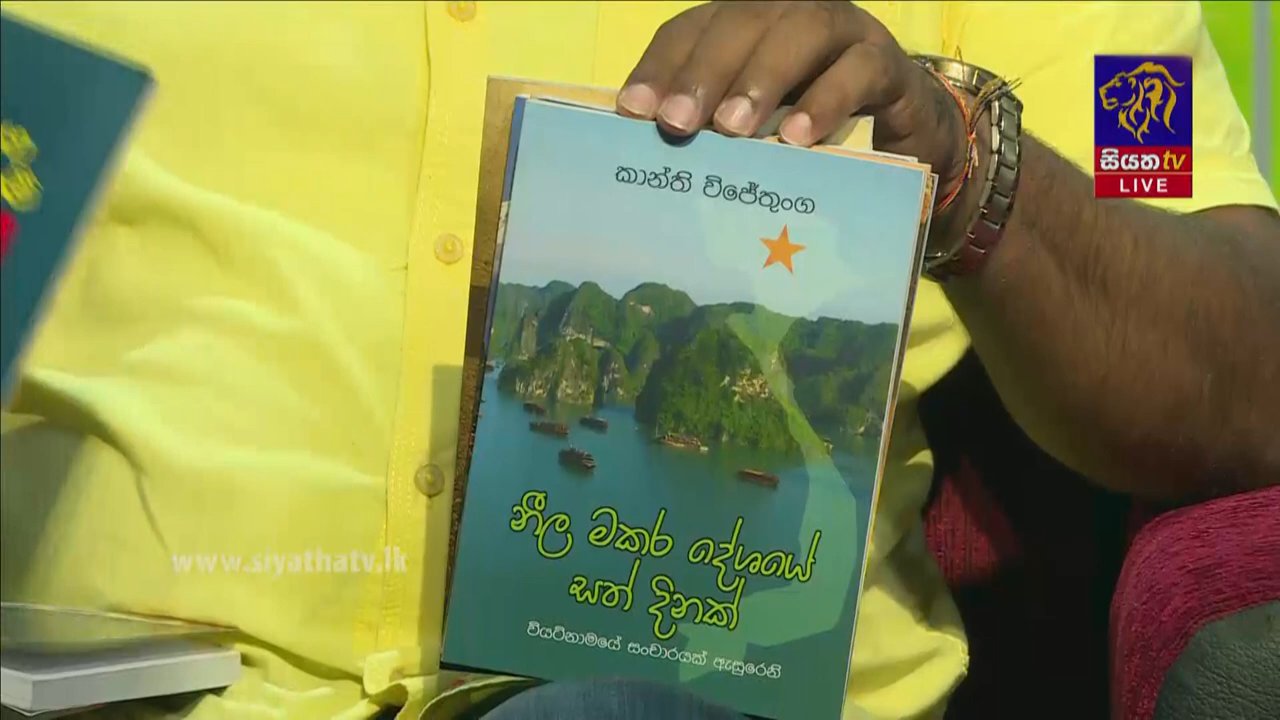 කාන්ති විජේතුංග
නීල මකර දේශයේ
සත් දිනක්
වියට්නාමයේ සංචාරයක් ඇසුරෙනි
සියත tv
LIVE
www.siyathatv.lk